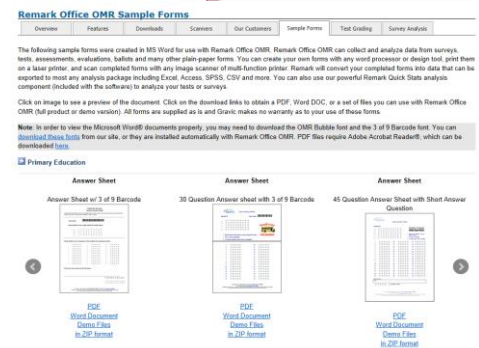 Remark Office OMR Sample Forms
Overview
Features
Downloads
Scanners
Our Customers
Sample Forms
Test Grading
Survey Analysis
The following sample forms were created in MS Word for use with Remark Office OMR. Remark Office OMR can collect and analyze data from surveys,
tests, assessments, evaluations, ballots and many other plain-paper forms. You can create your own forms with any word processor or design tool, print them
on a laser printer, and scan completed forms with any image scanner of multi-function printer. Remark will convert your completed forms into data that can be
exported to most any analysis package including Excel, Access, SPSS, CSV and more. You can also use our powerful Remark Quick Stats analysis
component (included with the software) to analyze your tests or surveys.
Click on image to see a preview of the document. Click on the download links to obtain a PDF, Word DOC, or a set of files you can use with Remark Office
OMR (full product or demo version). All forms are supplied as is and Gravic makes no warranty as to your use of these forms.
Note: In order to view the Microsoft Word® documents properly, you may need to download the OMR Bubble font and the 3 of 9 Barcode font. You can
download these fonts from our site, or they are installed automatically with Remark Office OMR. PDF files require Adobe Acrobat Reader®, which can be
downloaded here.
Primary Education
Answer Sheet
Answer Sheet w/ 3 of 9 Barcode
PDF
Word Document
Demo Files
in ZIP format
Answer Sheet
30 Question Answer sheet with 3 of 9 Barcode
PDF
Word Document
Demo Files
in ZIP format
Answer Sheet
45 Question Answer Sheet with Short Answer
Question
PDF
Word Document
Demo Files
in ZIP format